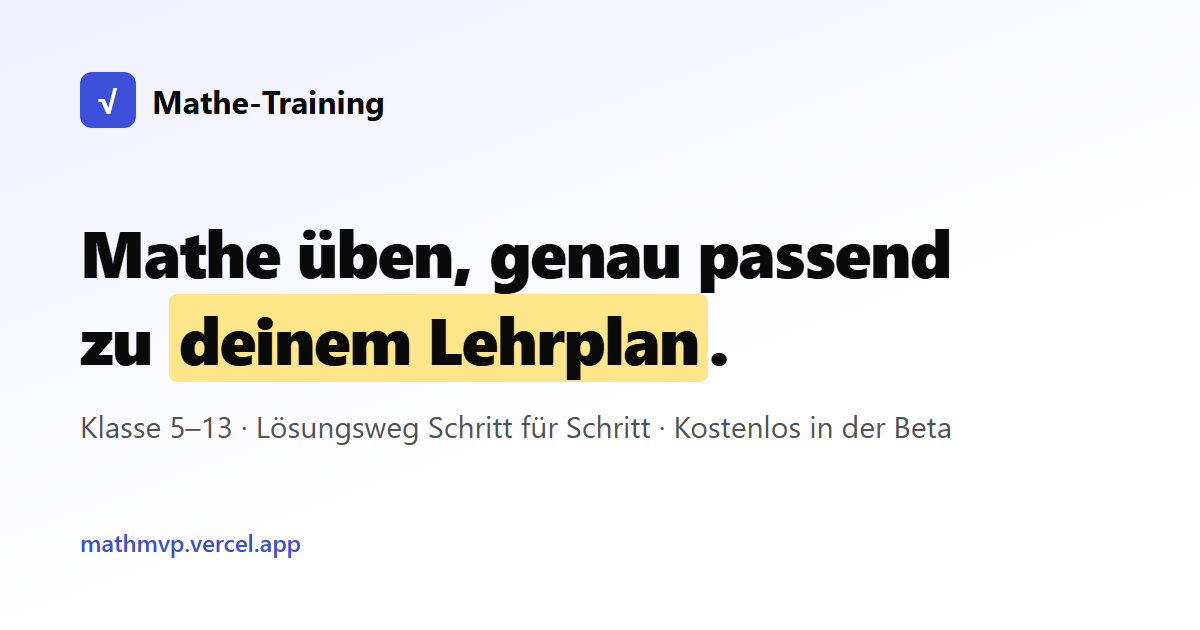 √ Mathe-Training
Mathe üben, genau passend
zu deinem Lehrplan.
Klasse 5–13 · Lösungsweg Schritt für Schritt · Kostenlos in der Beta
mathmvp.vercel.app